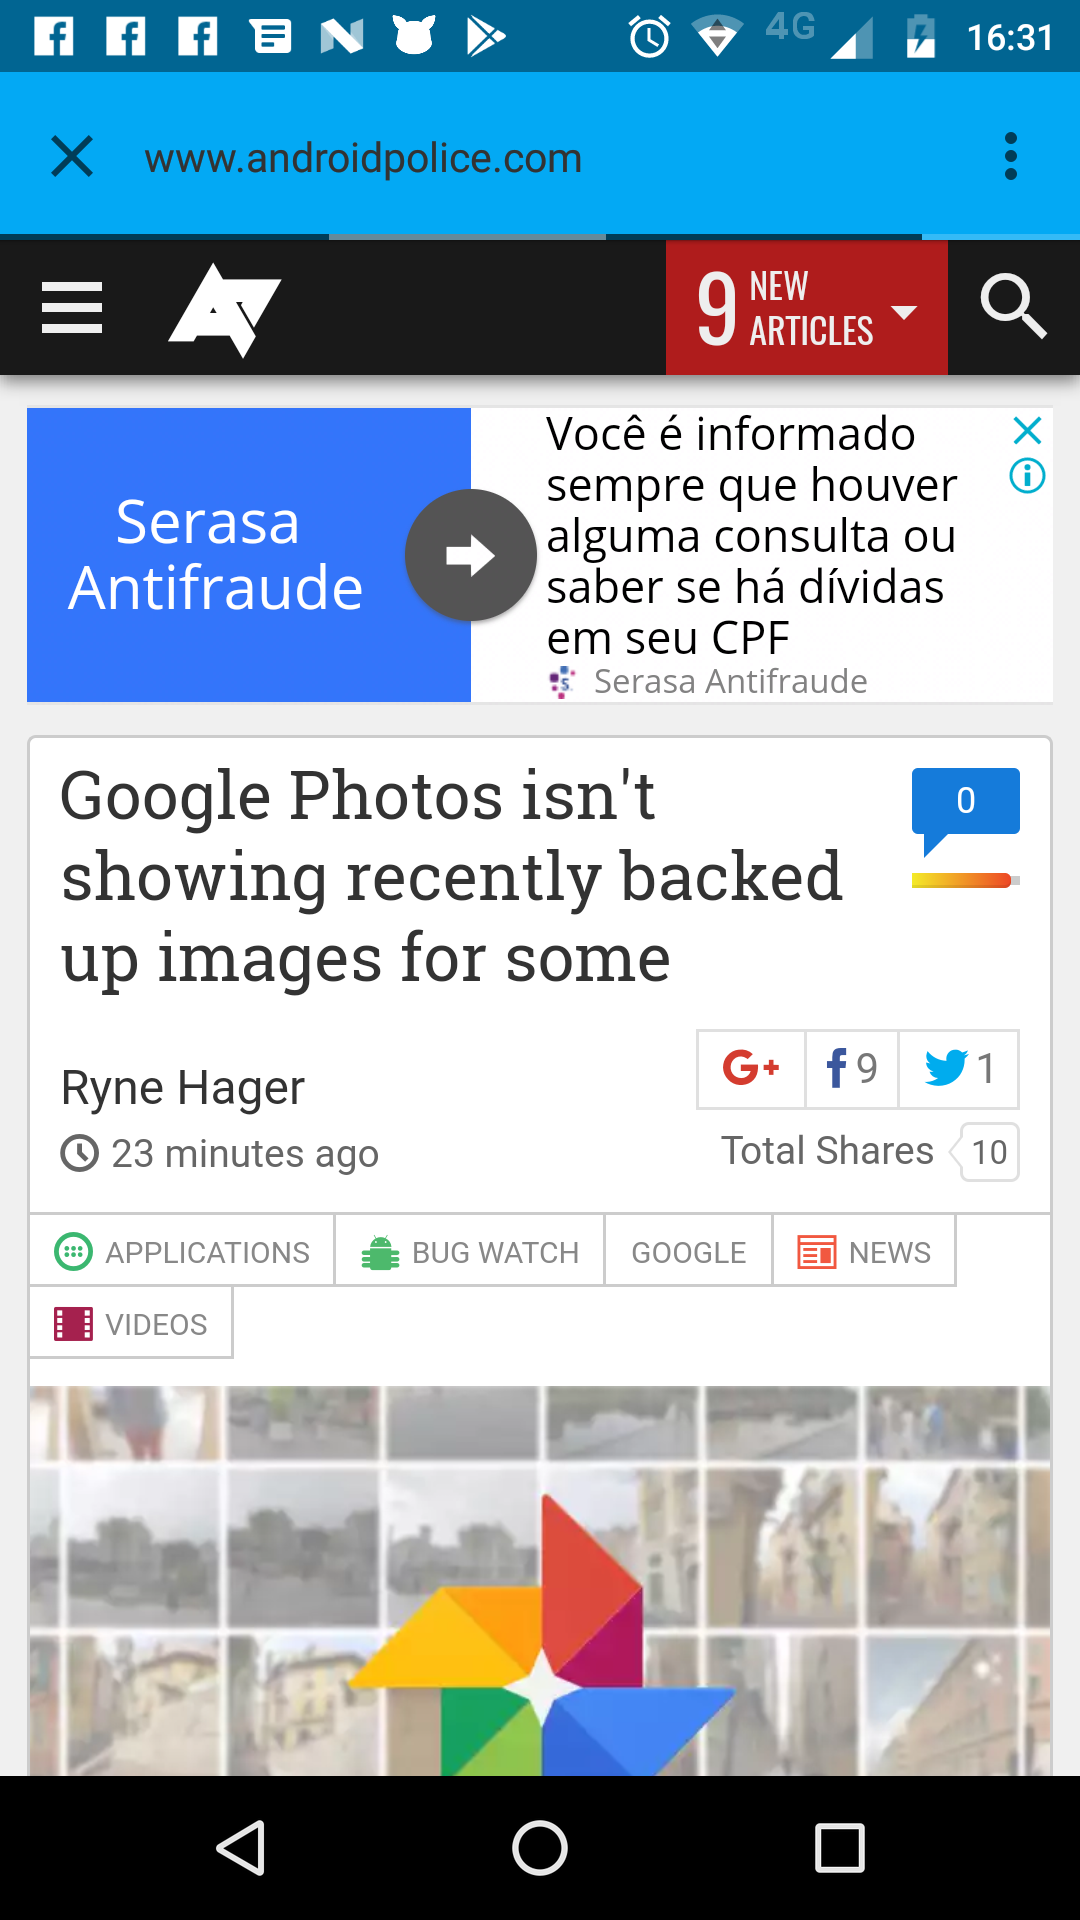 4G 16:31
www.androidpolice.com
9 NEW
ARTICLES
Serasa
Antifraude
Você é informado
sempre que houver
alguma consulta ou
saber se há dívidas
em seu CPF
Serasa Antifraude
Google Photos isn't
showing recently backed
up images for some
0
Ryne Hager
23 minutes ago
G+ f 9 1
Total Shares 10
APPLICATIONS BUG WATCH GOOGLE NEWS
VIDEOS